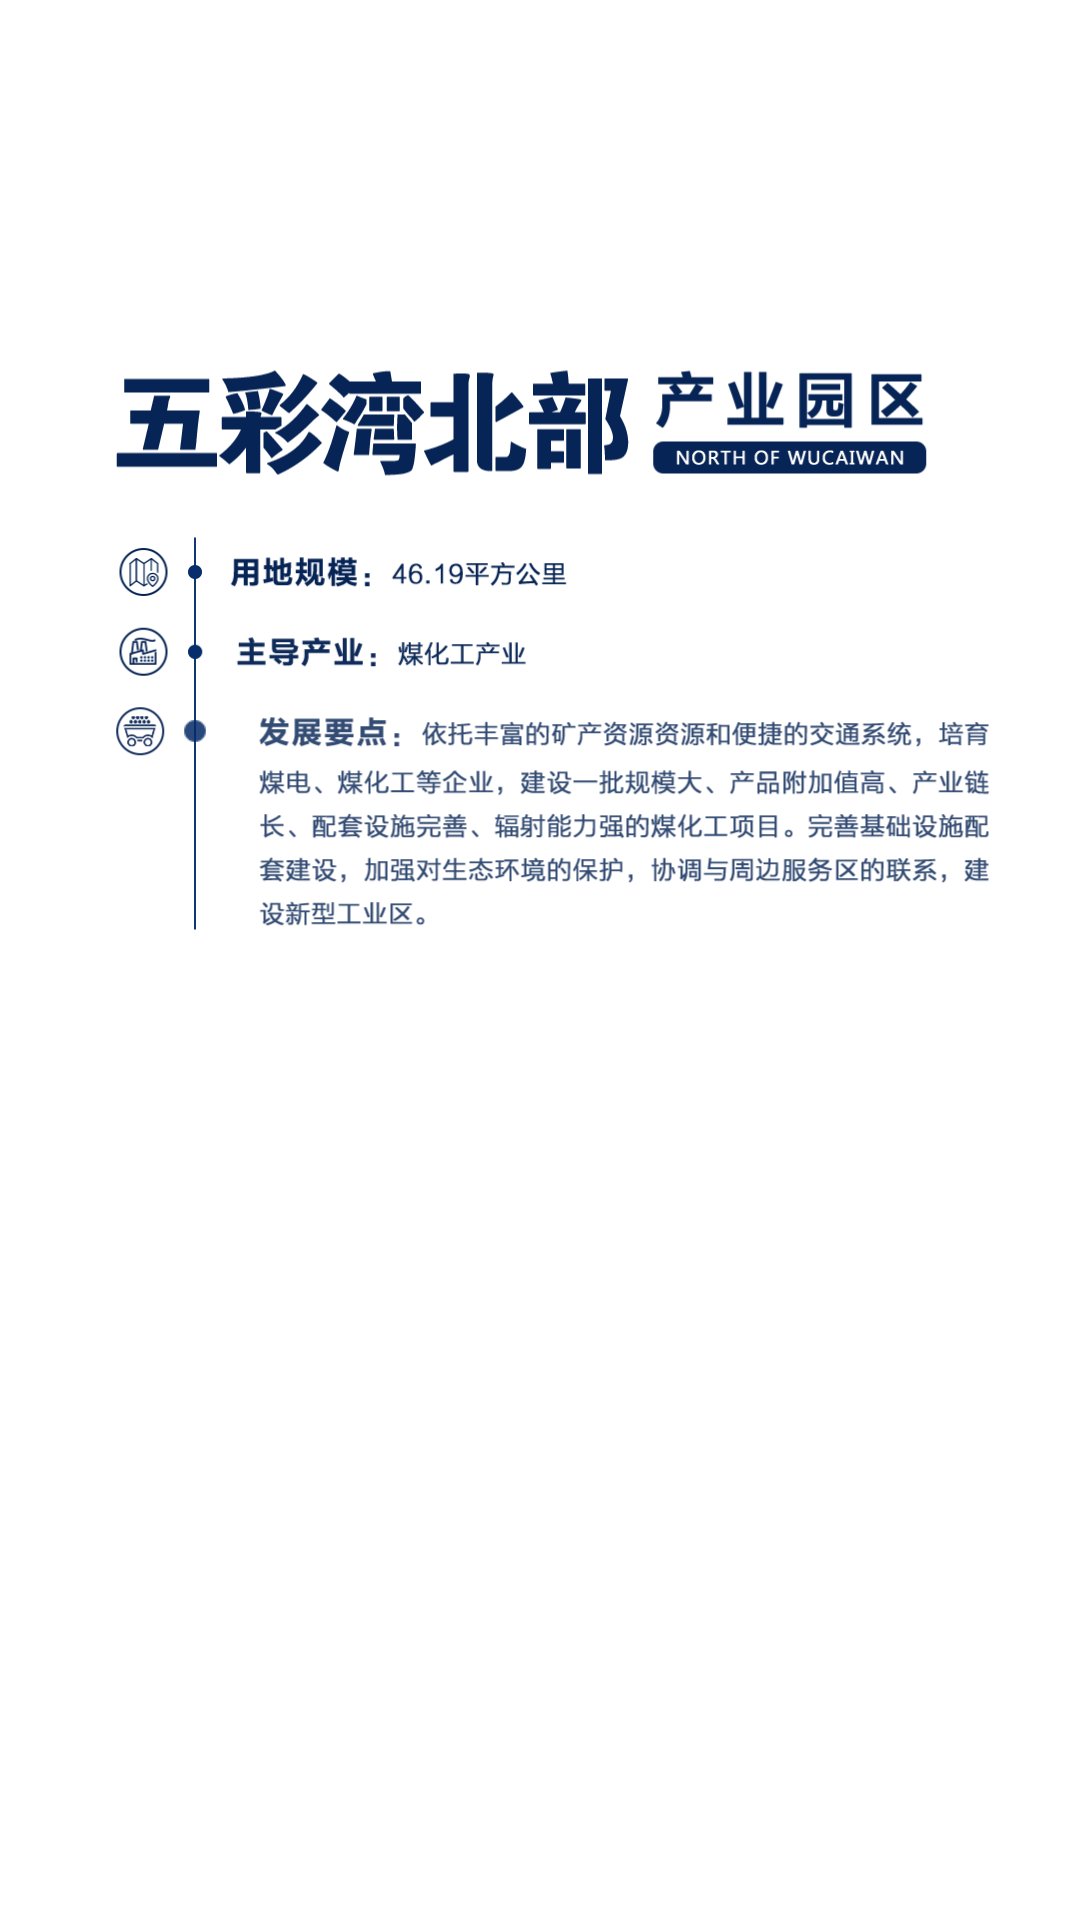 五彩湾北部 产业园区
NORTH OF WUCAIWAN
用地规模：46.19平方公里
主导产业：煤化工产业
发展要点：依托丰富的矿产资源资源和便捷的交通系统，培育
煤电、煤化工等企业，建设一批规模大、产品附加值高、产业链
长、配套设施完善、辐射能力强的煤化工项目。完善基础设施配
套建设，加强对生态环境的保护，协调与周边服务区的联系，建
设新型工业区。